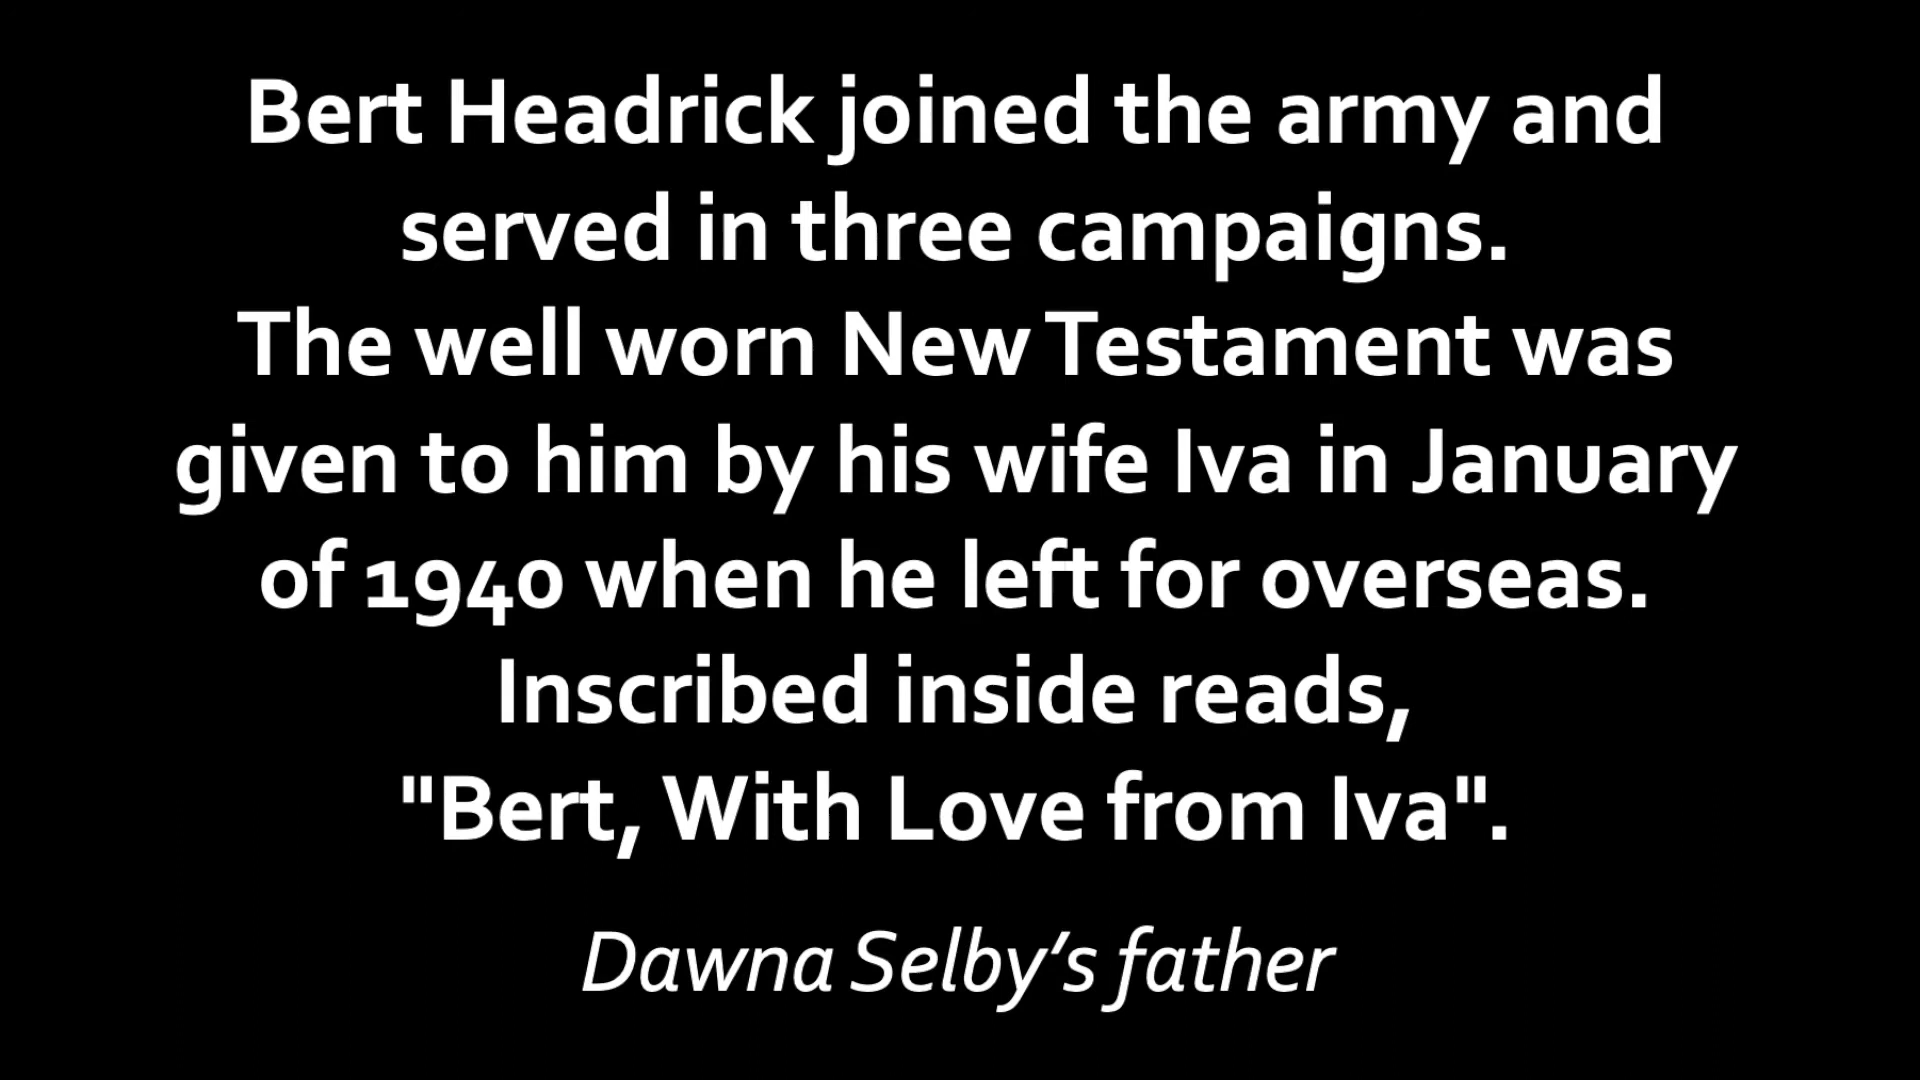 Bert Headrick joined the army and
served in three campaigns.
The well worn New Testament was
given to him by his wife Iva in January
of 1940 when he left for overseas.
Inscribed inside reads,
"Bert, With Love from Iva".
Dawna Selby’s father